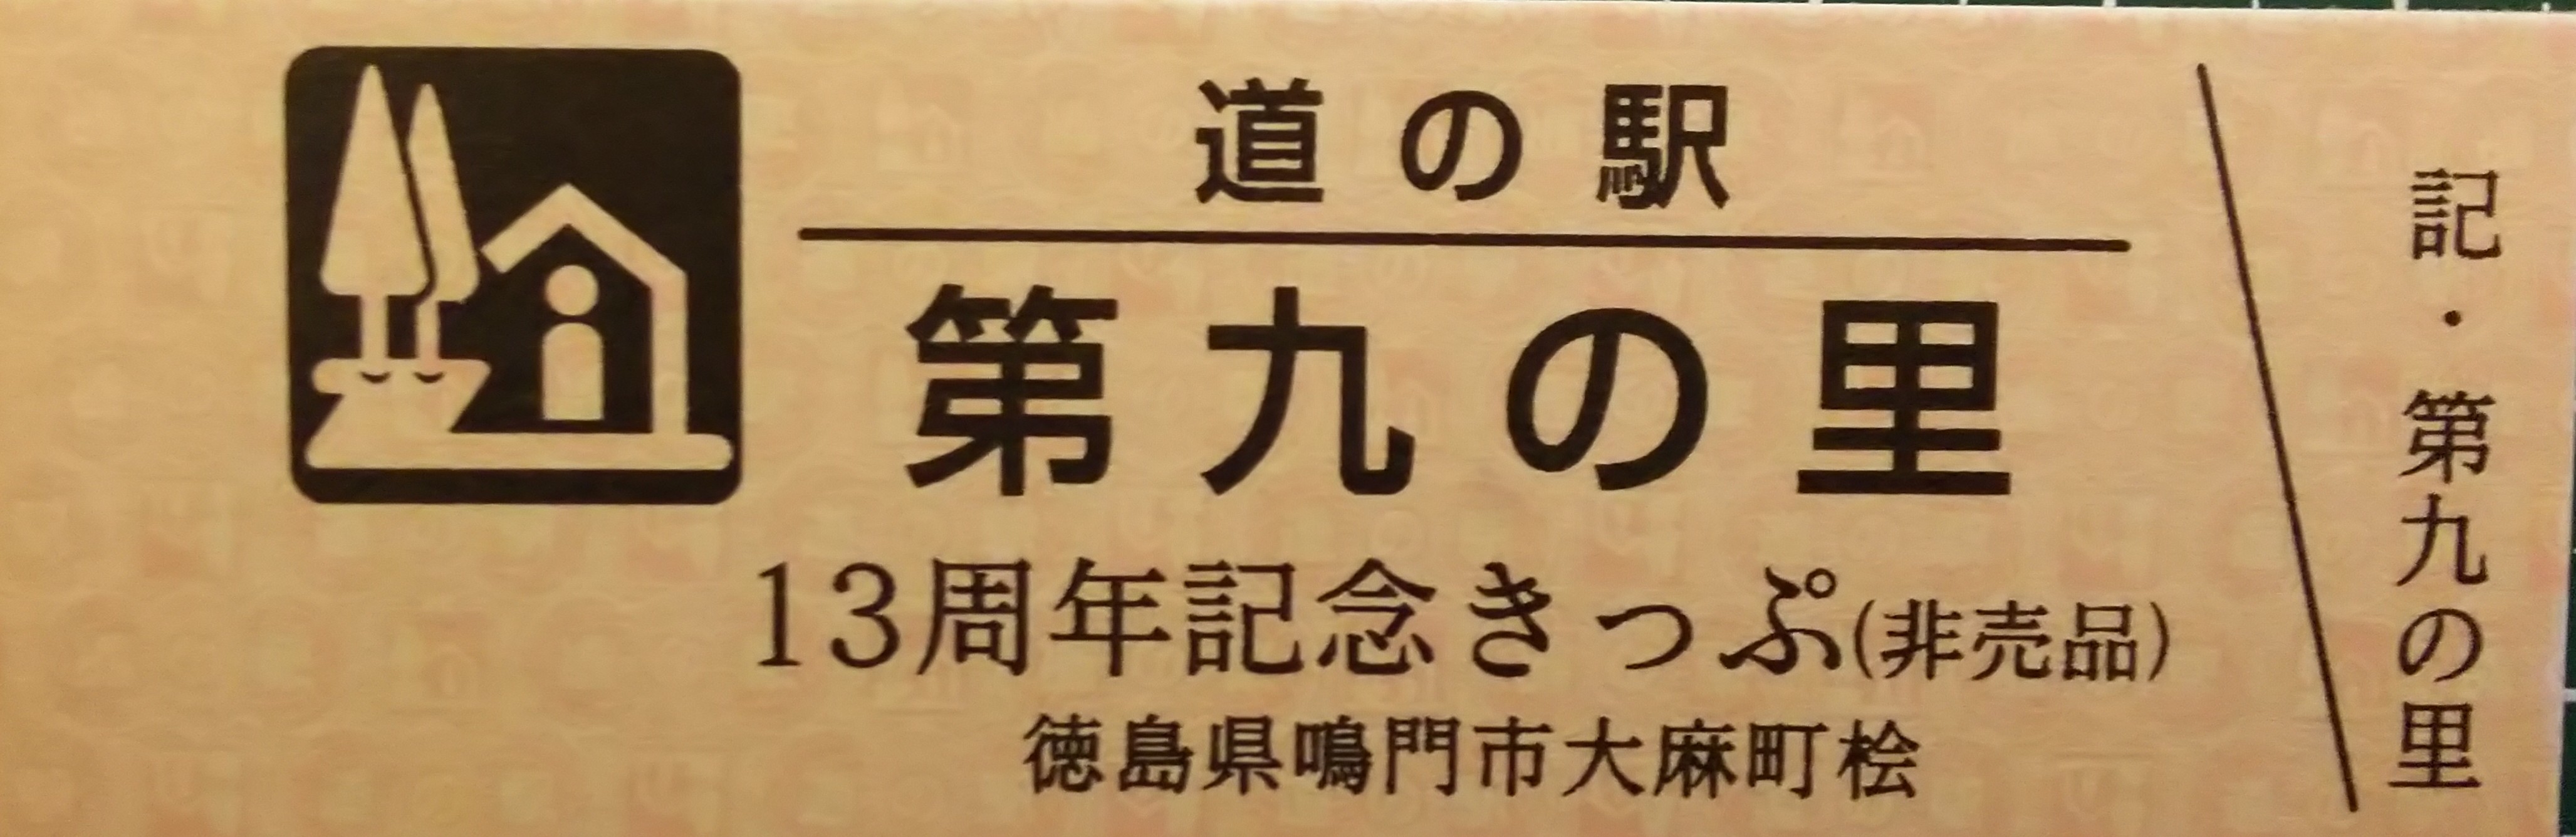 道の駅
第九の里
13周年記念きっぷ(非売品)
徳島県鳴門市大麻町桧
記・第九の里